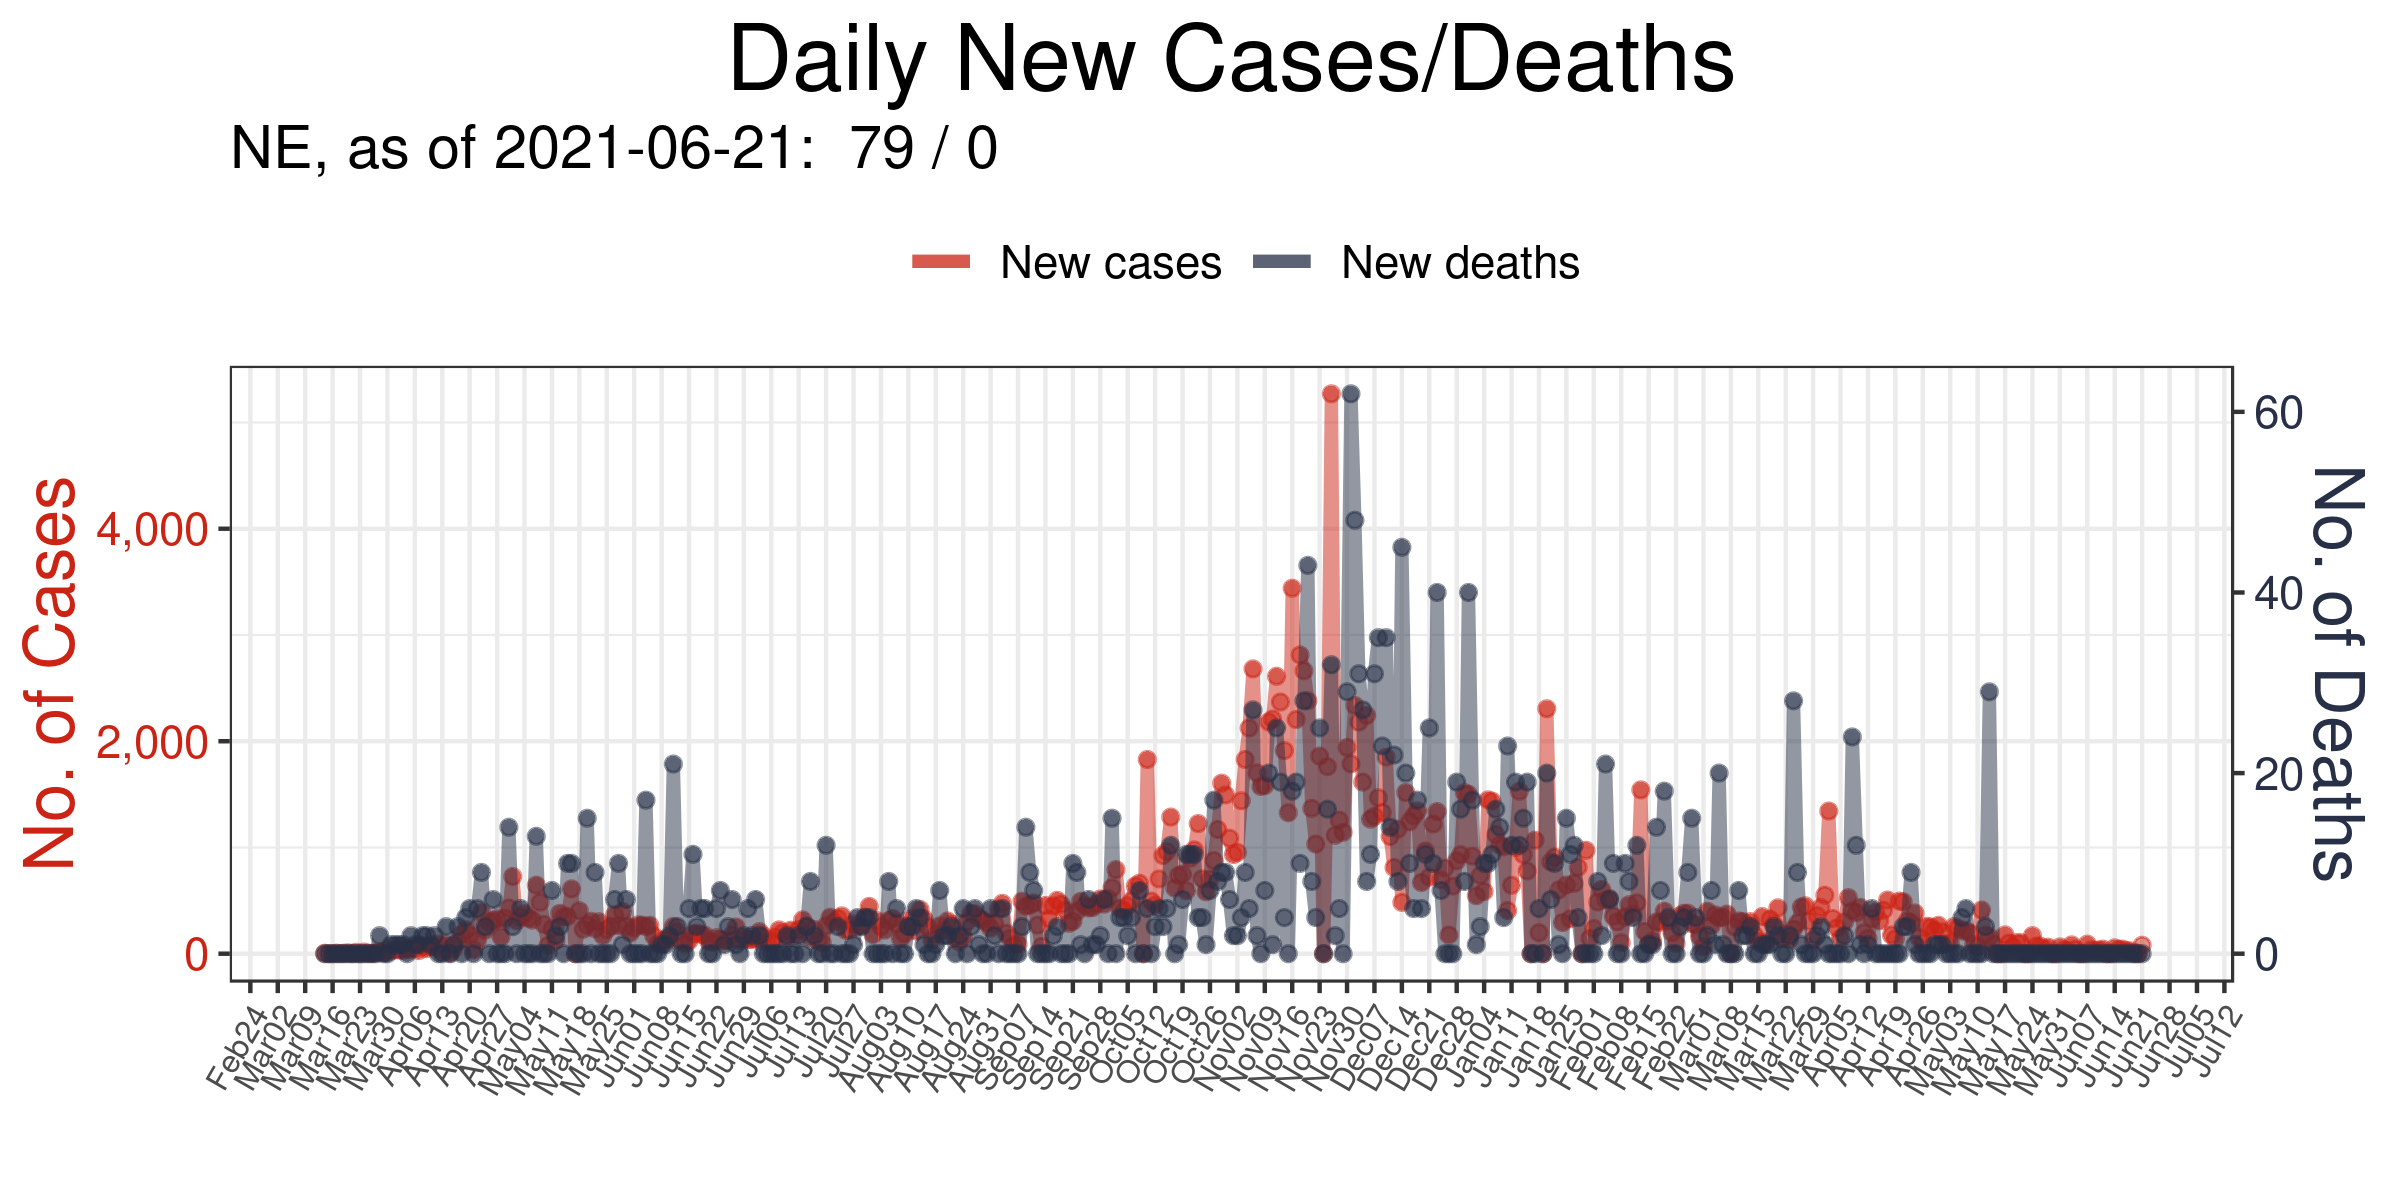 Daily New Cases/Deaths
NE, as of 2021-06-21: 79 / 0
New cases
New deaths
No. of Cases
4,000
2,000
0
60
40
20
0
No. of Deaths
Feb24
Mar02
Mar09
Mar16
Mar23
Mar30
Apr06
Apr13
Apr20
Apr27
May04
May11
May18
May25
Jun01
Jun08
Jun15
Jun22
Jun29
Jul06
Jul13
Jul20
Jul27
Aug03
Aug10
Aug17
Aug24
Aug31
Sep07
Sep14
Sep21
Sep28
Oct05
Oct12
Oct19
Oct26
Nov02
Nov09
Nov16
Nov23
Nov30
Dec07
Dec14
Dec21
Dec28
Jan04
Jan11
Jan18
Jan25
Feb01
Feb08
Feb15
Feb22
Mar01
Mar08
Mar15
Mar22
Mar29
Apr05
Apr12
Apr19
Apr26
May03
May10
May17
May24
May31
Jun07
Jun14
Jun21
Jun28
Jul05
Jul12